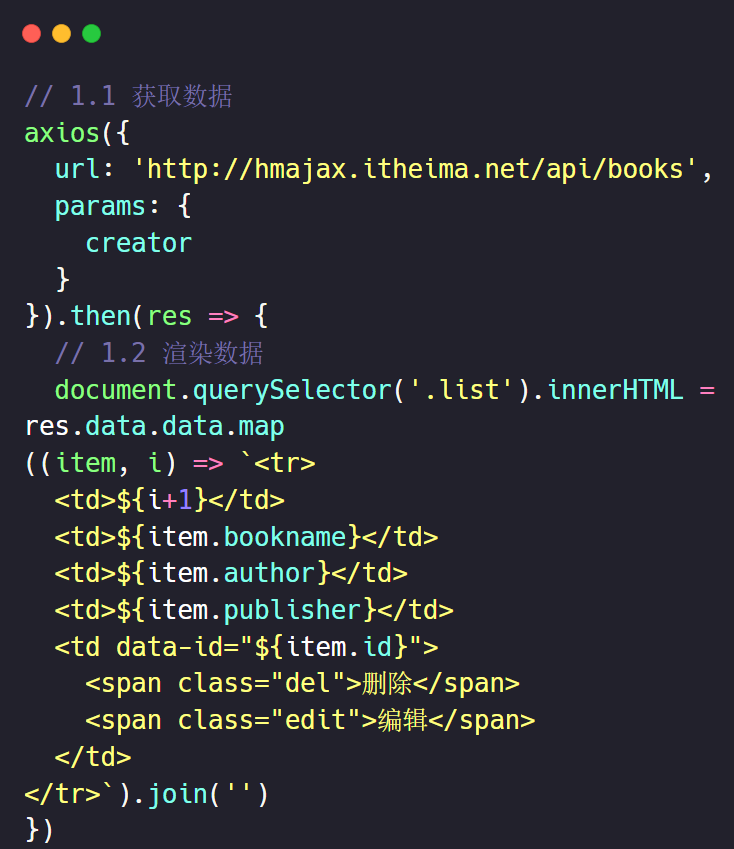 // 1.1 获取数据
axios({
  url: 'http://hmajax.itheima.net/api/books',
  params: {
    creator
  }
}).then(res => {
  // 1.2 渲染数据
  document.querySelector('.list').innerHTML =
res.data.data.map
((item, i) => `<tr>
  <td>${i+1}</td>
  <td>${item.bookname}</td>
  <td>${item.author}</td>
  <td>${item.publisher}</td>
  <td data-id="${item.id}">
    <span class="del">删除</span>
    <span class="edit">编辑</span>
  </td>
</tr>`).join('')
})